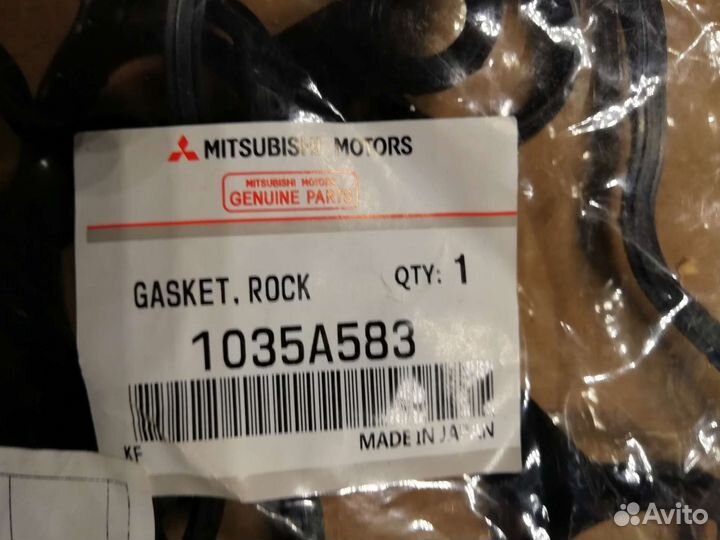 MITSUBISHI MOTORS
MITSUBISHI MOTORS
GENUINE PARTS
GASKET, ROCK QTY: 1
1035A583
KF MADE IN JAPAN
Avito